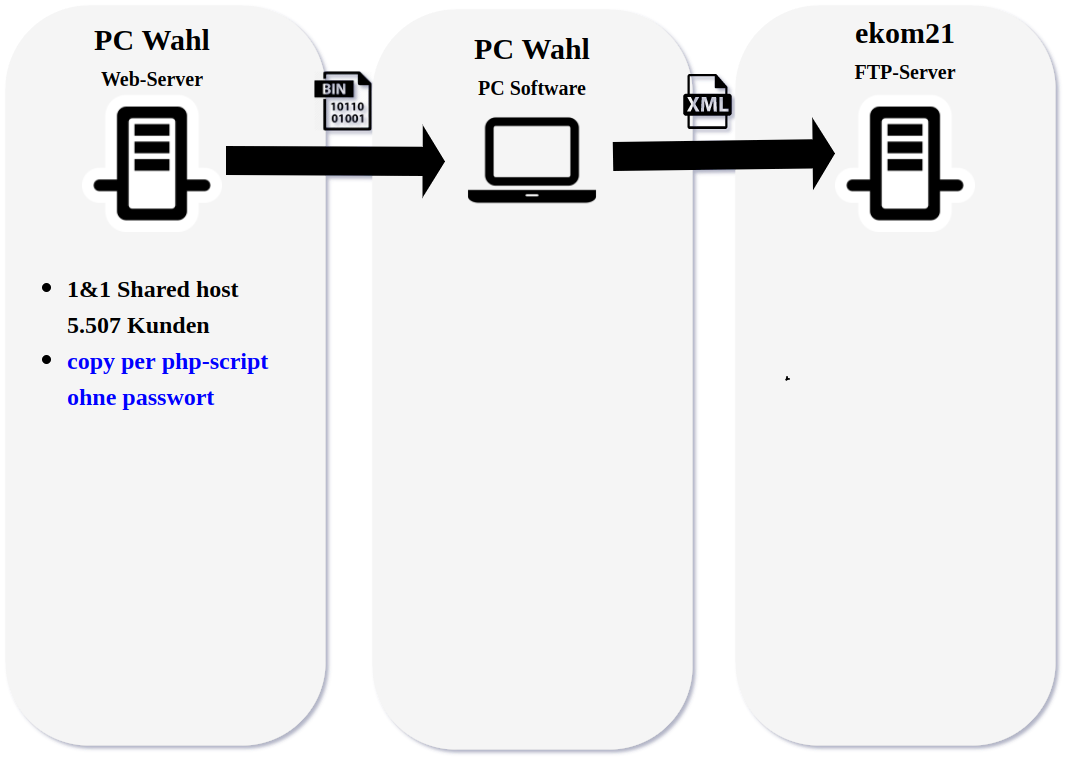 PC Wahl
Web-Server
BIN
10110
01001
PC Wahl
PC Software
XML
ekom21
FTP-Server
1&1 Shared host
5.507 Kunden
copy per php-script
ohne passwort